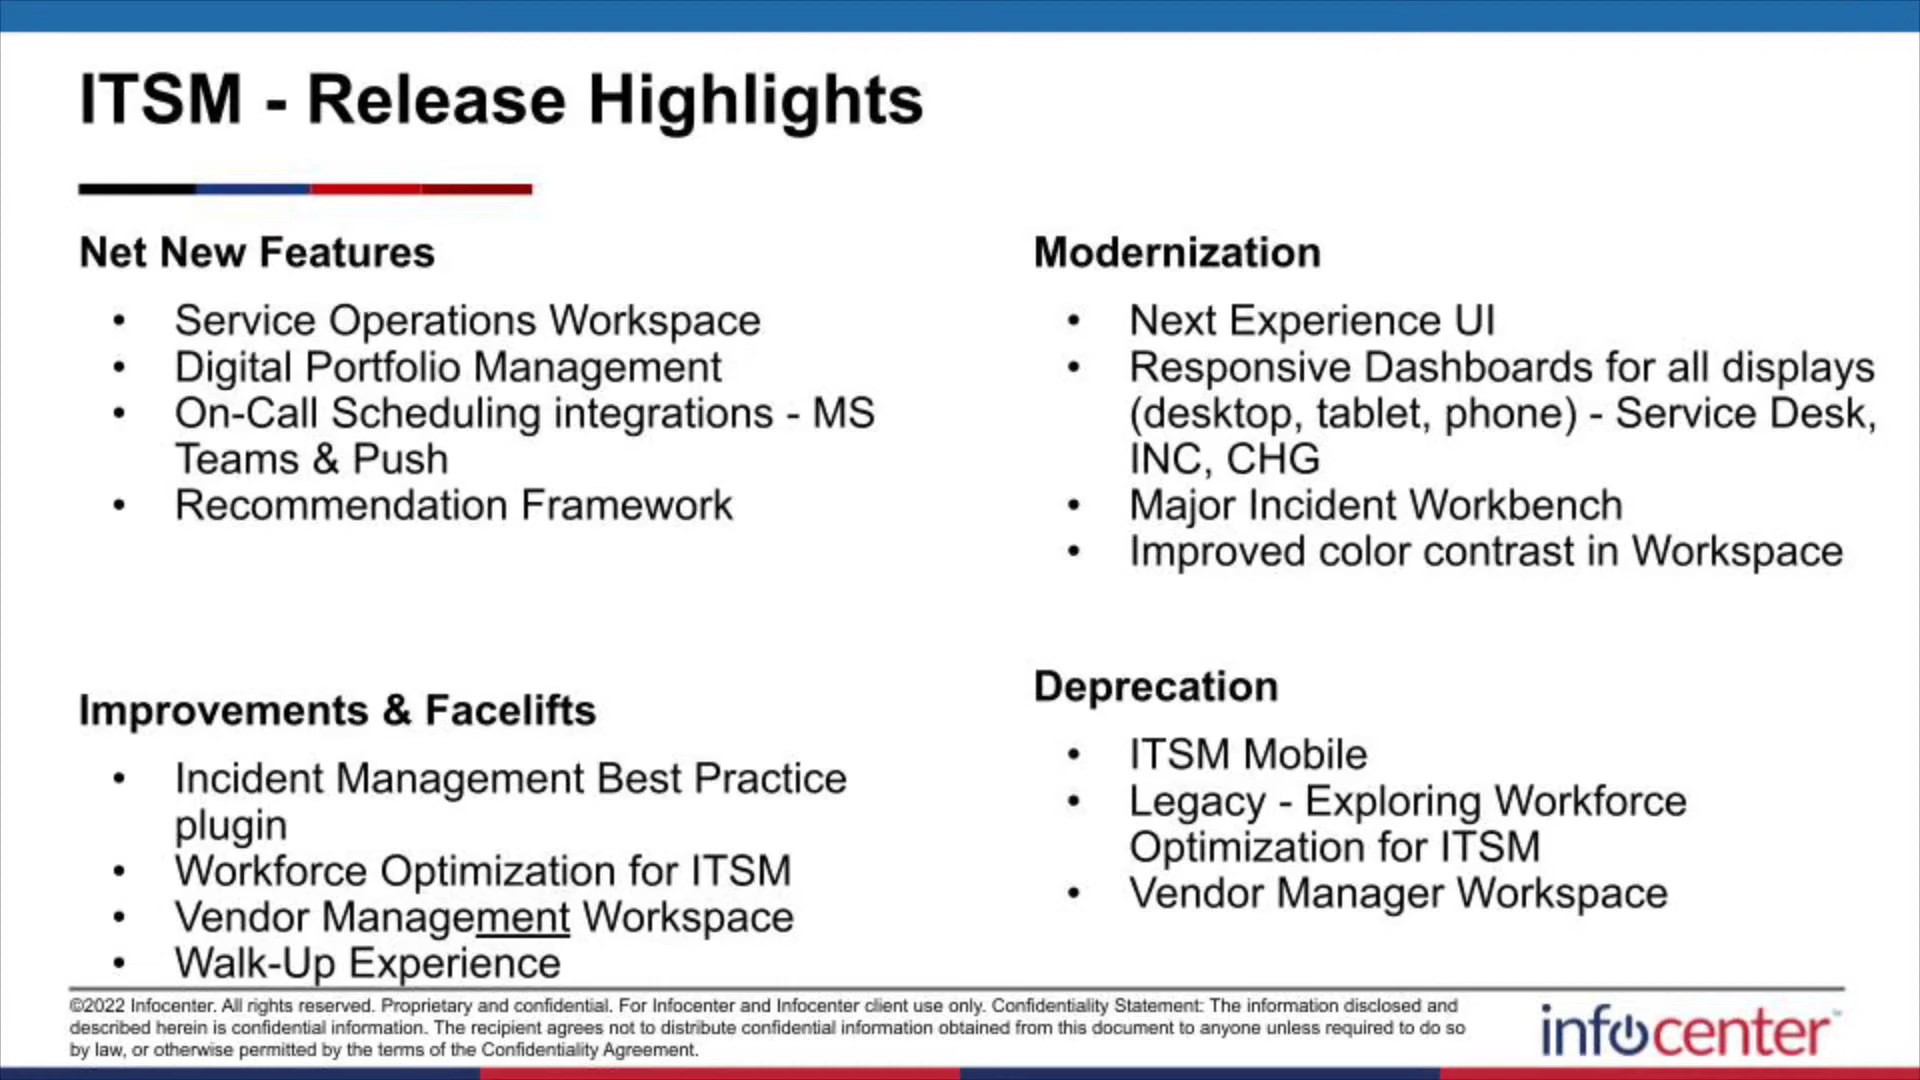 ITSM - Release Highlights
Net New Features
• Service Operations Workspace
• Digital Portfolio Management
• On-Call Scheduling integrations - MS
Teams & Push
• Recommendation Framework
Improvements & Facelifts
• Incident Management Best Practice
plugin
• Workforce Optimization for ITSM
• Vendor Management Workspace
• Walk-Up Experience
Modernization
• Next Experience UI
• Responsive Dashboards for all displays
(desktop, tablet, phone) - Service Desk,
INC, CHG
• Major Incident Workbench
• Improved color contrast in Workspace
Deprecation
• ITSM Mobile
• Legacy - Exploring Workforce
Optimization for ITSM
• Vendor Manager Workspace
©2022 Infocenter. All rights reserved. Proprietary and confidential. For Infocenter and Infocenter client use only. Confidentiality Statement: The information disclosed and
described herein is confidential information. The recipient agrees not to distribute confidential information obtained from this document to anyone unless required to do so
by law, or otherwise permitted by the terms of the Confidentiality Agreement.
infocenter™